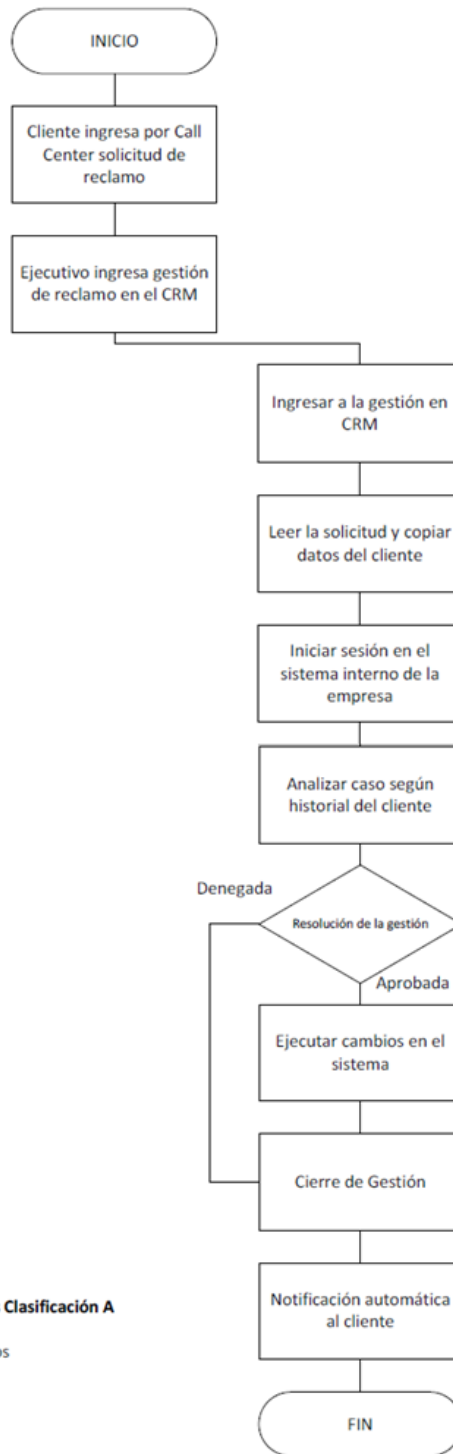 INICIO
Cliente ingresa por Call
Center solicitud de
reclamo
Ejecutivo ingresa gestión
de reclamo en el CRM
Ingresar a la gestión en
CRM
Leer la solicitud y copiar
datos del cliente
Iniciar sesión en el
sistema interno de la
empresa
Analizar caso según
historial del cliente
Denegada
Resolución de la gestión
Aprobada
Ejecutar cambios en el
sistema
Cierre de Gestión
Notificación automática
al cliente
Clasificación A
FIN